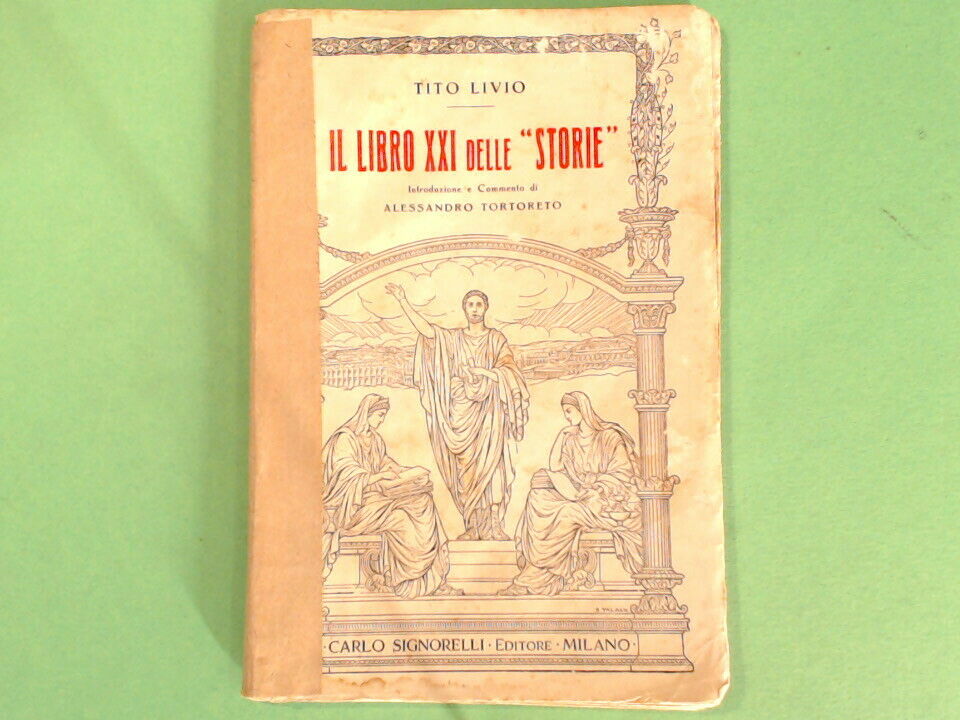 TITO LIVIO
IL LIBRO XXI DELLE "STORIE"
Introduzione e Commento di
ALESSANDRO TORTORETO
·CARLO SIGNORELLI · EDITORE · MILANO·